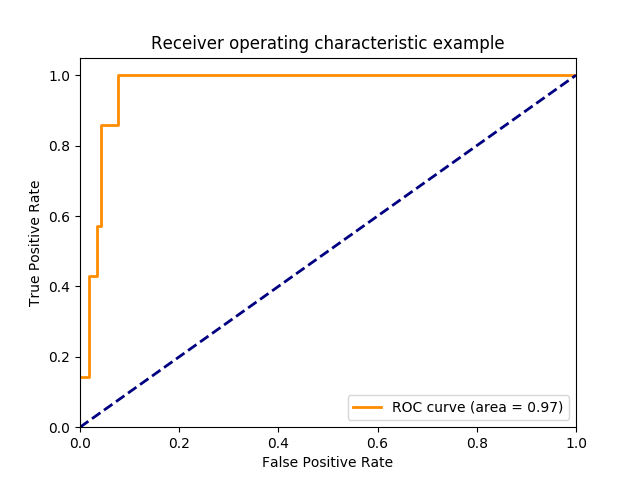 Receiver operating characteristic example
True Positive Rate
1.0
0.8
0.6
0.4
0.2
0.0
ROC curve (area = 0.97)
0.0 0.2 0.4 0.6 0.8 1.0
False Positive Rate